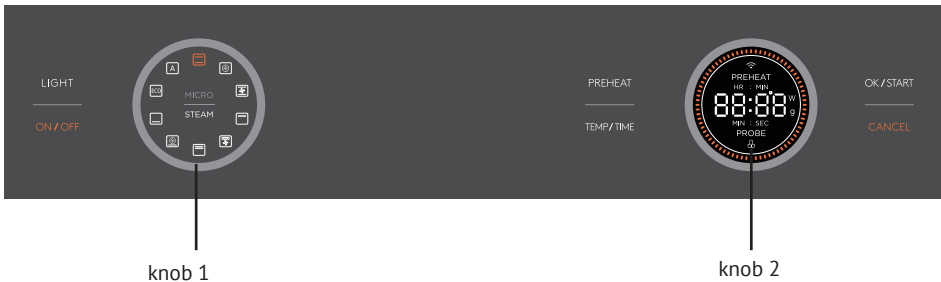 LIGHT
ON / OFF
A
ECO
MICRO
STEAM
PREHEAT
TEMP/TIME
PREHEAT
HR : MIN
88:88 W
g
MIN : SEC
PROBE
OK/START
CANCEL
knob 1
knob 2